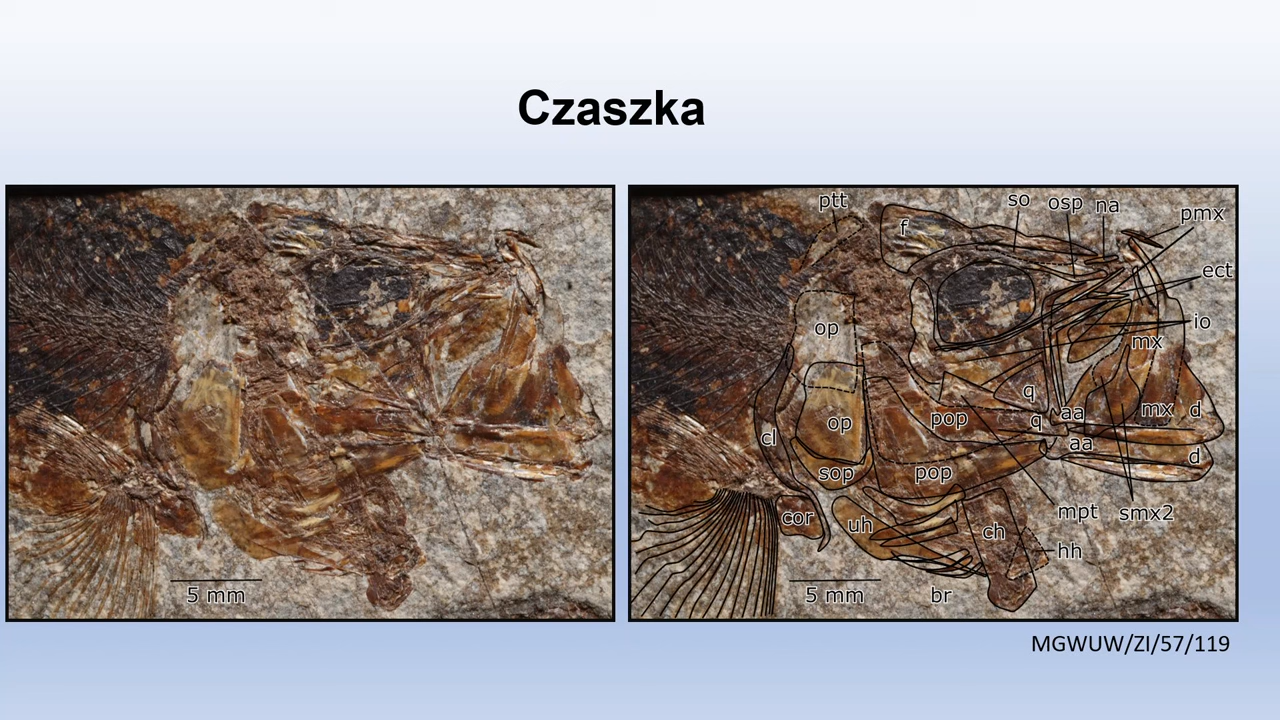 Czaszka
ptt
f
so
osp
na
pmx
ect
io
op
mx
q
mx
d
aa
q
pop
op
cl
aa
d
sop
pop
mpt
smx2
cor
uh
ch
hh
br
5 mm
5 mm
MGWUW/ZI/57/119